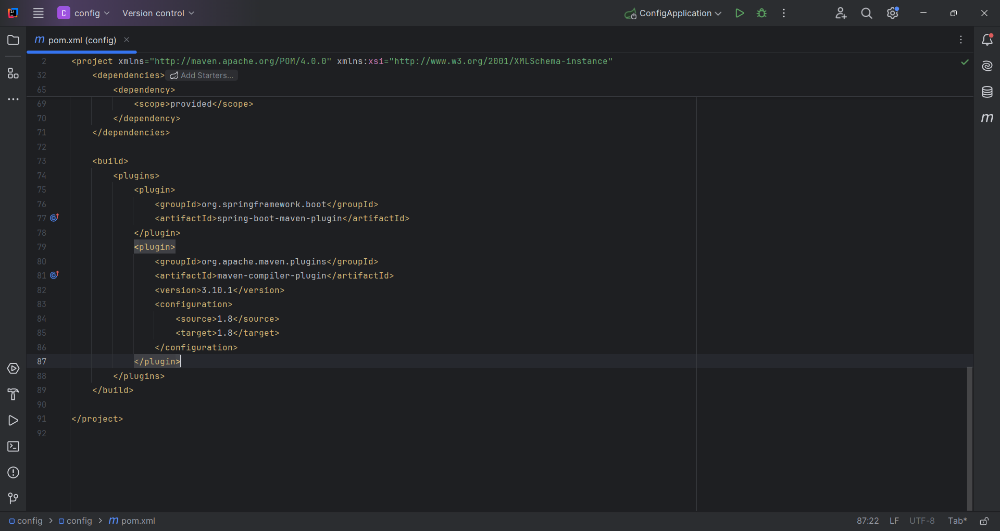 C config Version control ConfigApplication
m pom.xml (config)
2 <project xmlns="http://maven.apache.org/POM/4.0.0" xmlns:xsi="http://www.w3.org/2001/XMLSchema-instance"
32 <dependencies> Add Starters...
65 <dependency>
69 <scope>provided</scope>
70 </dependency>
71 </dependencies>
72
73 <build>
74 <plugins>
75 <plugin>
76 <groupId>org.springframework.boot</groupId>
77 <artifactId>spring-boot-maven-plugin</artifactId>
78 </plugin>
79 <plugin>
80 <groupId>org.apache.maven.plugins</groupId>
81 <artifactId>maven-compiler-plugin</artifactId>
82 <version>3.10.1</version>
83 <configuration>
84 <source>1.8</source>
85 <target>1.8</target>
86 </configuration>
87 </plugin>
88 </plugins>
89 </build>
90
91 </project>
92
m
config > config > m pom.xml 87:22 LF UTF-8 Tab*